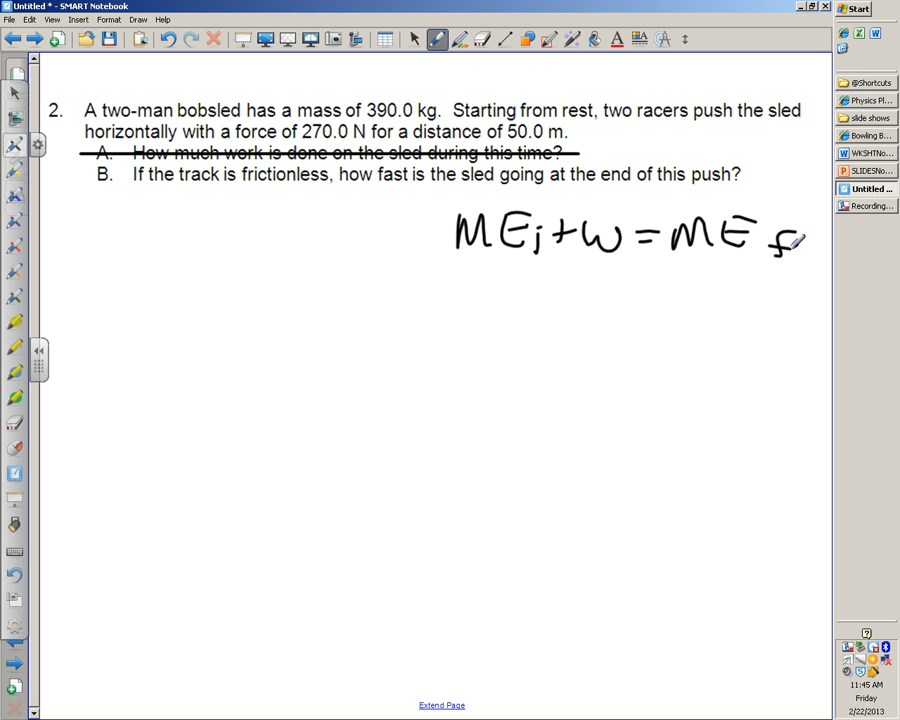 Untitled * - SMART Notebook
File Edit View Insert Format Draw Help
Start
2. A two-man bobsled has a mass of 390.0 kg. Starting from rest, two racers push the sled
horizontally with a force of 270.0 N for a distance of 50.0 m.
A. How much work is done on the sled during this time?
B. If the track is frictionless, how fast is the sled going at the end of this push?
MEi + W = ME f
@Shortcuts
Physics Pl...
slide shows
Bowling B...
WKSHTNo...
SLIDESNo...
Untitled ...
Recording...
Extend Page
11:45 AM
Friday
2/22/2013